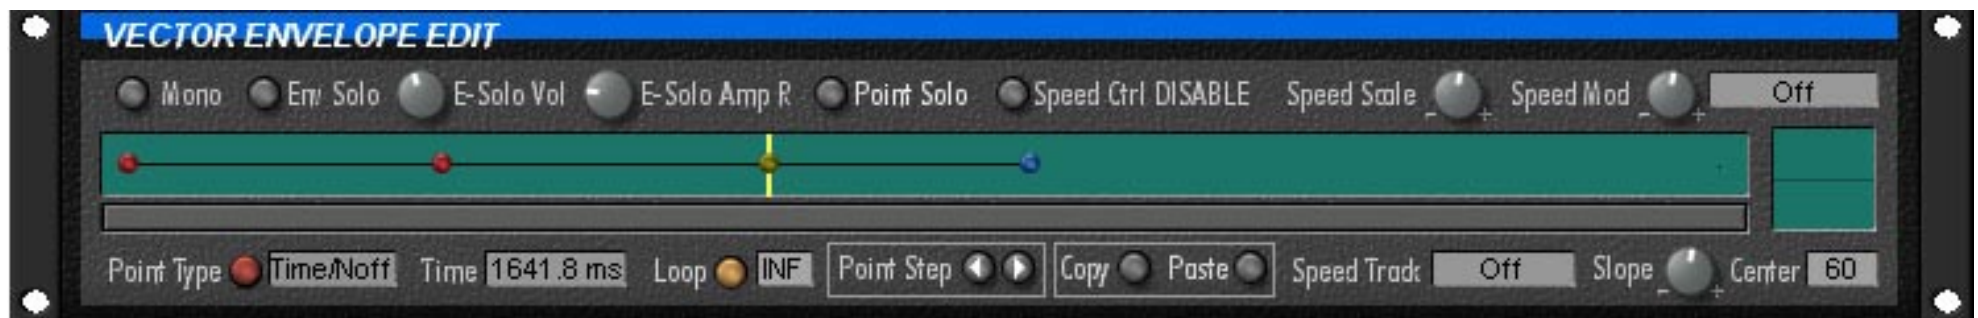 VECTOR ENVELOPE EDIT
Mono Env Solo E-Solo Vol E-Solo Amp R Point Solo Speed Ctrl DISABLE Speed Scale - + Speed Mod - + Off
Point Type Time/Noff Time 1641.8 ms Loop INF Point Step Copy Paste Speed Track Off Slope - + Center 60